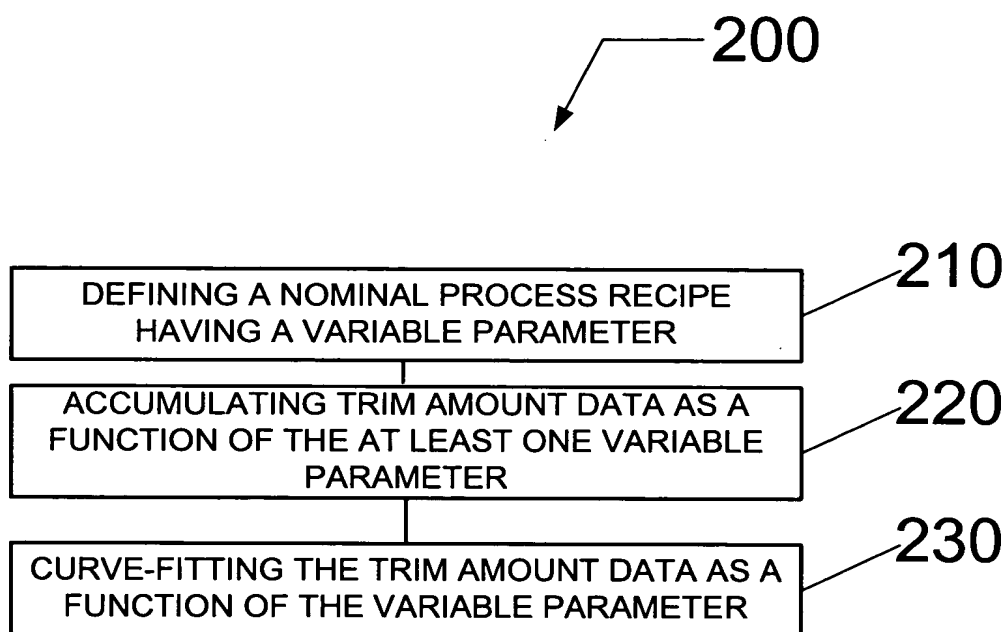 200
210
DEFINING A NOMINAL PROCESS RECIPE
HAVING A VARIABLE PARAMETER
220
ACCUMULATING TRIM AMOUNT DATA AS A
FUNCTION OF THE AT LEAST ONE VARIABLE
PARAMETER
230
CURVE-FITTING THE TRIM AMOUNT DATA AS A
FUNCTION OF THE VARIABLE PARAMETER